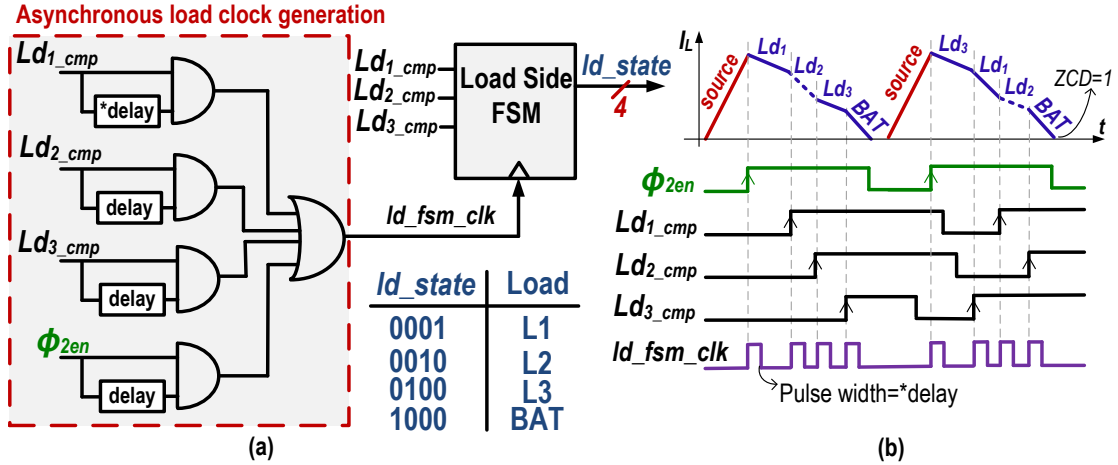 Asynchronous load clock generation
Ld1_cmp
*delay
Ld2_cmp
delay
Ld3_cmp
delay
ϕ2en
delay
Ld1_cmp
Ld2_cmp
Ld3_cmp
Load Side
FSM
ld_state
4
ld_fsm_clk
ld_state Load
0001 L1
0010 L2
0100 L3
1000 BAT
(a)
IL
source
Ld1
Ld2
Ld3
BAT
source
Ld3
Ld1
Ld2
BAT
ZCD=1
t
ϕ2en
Ld1_cmp
Ld2_cmp
Ld3_cmp
ld_fsm_clk
Pulse width=*delay
(b)